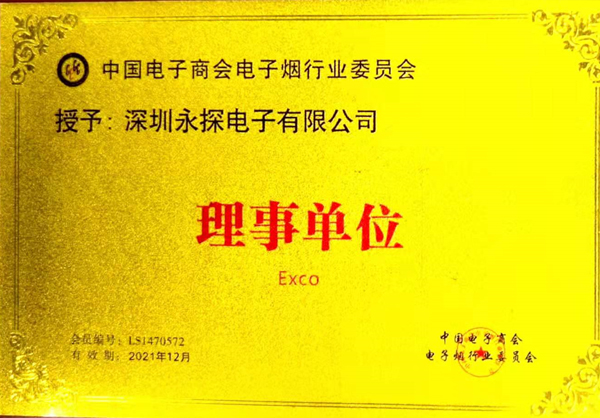 中国电子商会电子烟行业委员会
授予：深圳永探电子有限公司
理事单位
Exco
会员编号：LS1470572
有效期：2021年12月
中国电子商会
电子烟行业委员会